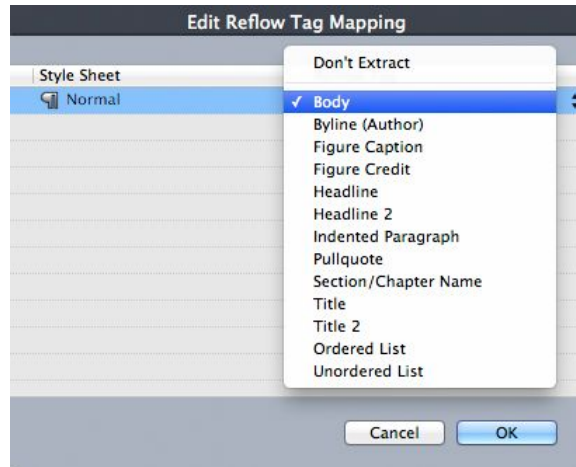 Edit Reflow Tag Mapping
Style Sheet
Normal
Don't Extract
✓ Body
Byline (Author)
Figure Caption
Figure Credit
Headline
Headline 2
Indented Paragraph
Pullquote
Section/Chapter Name
Title
Title 2
Ordered List
Unordered List
Cancel
OK